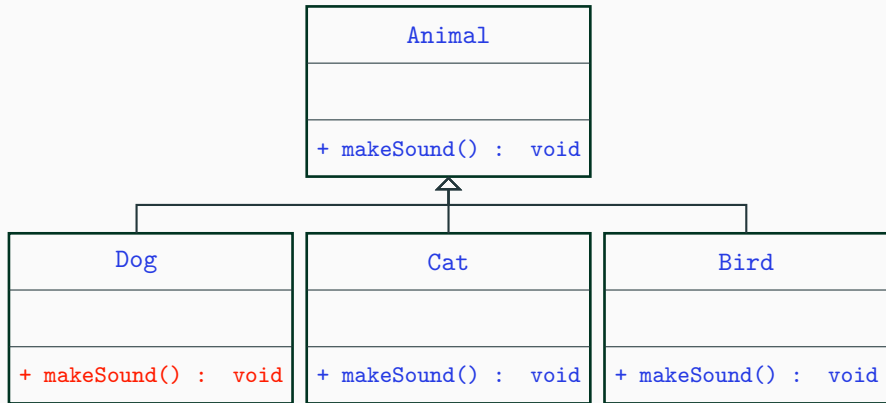 Animal
+ makeSound() : void
Dog
Cat
Bird
+ makeSound() : void
+ makeSound() : void
+ makeSound() : void